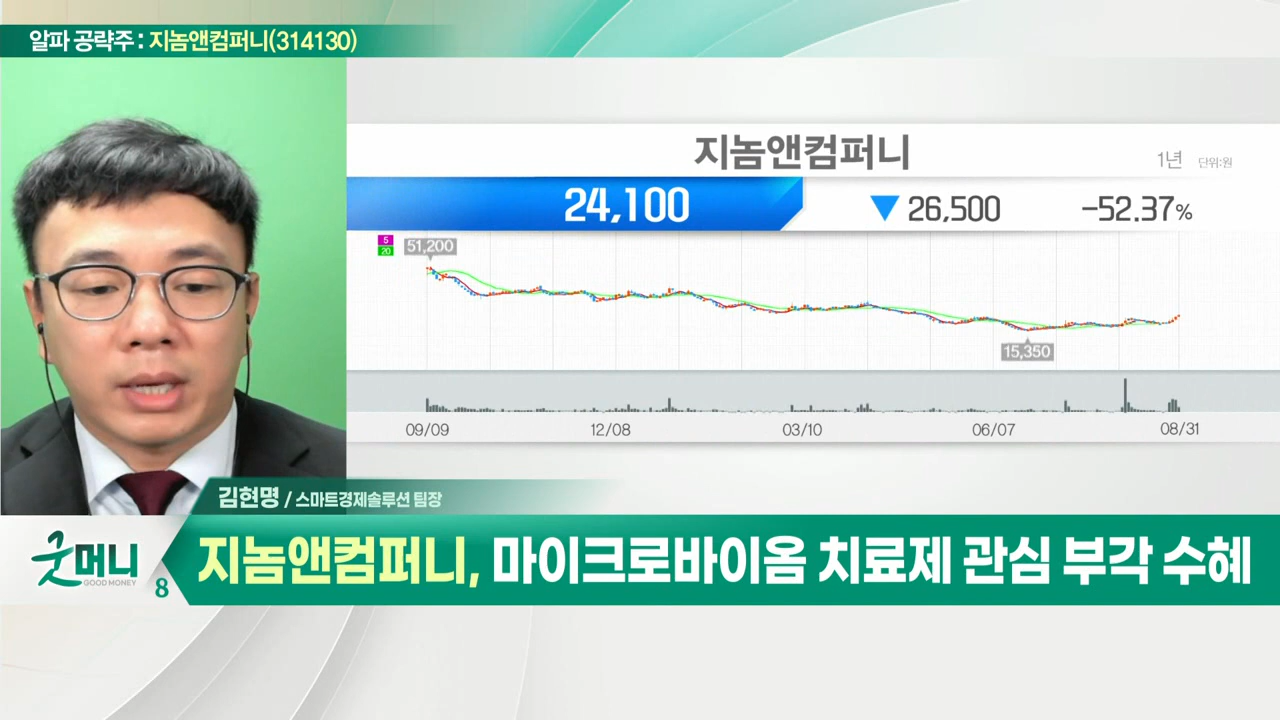 알파 공략주 : 지놈앤컴퍼니(314130)
지놈앤컴퍼니
1년 단위:원
24,100 ▼ 26,500 -52.37%
5
20
51,200
15,350
09/09 12/08 03/10 06/07 08/31
김현명 / 스마트경제솔루션 팀장
굿머니
GOOD MONEY
8
지놈앤컴퍼니, 마이크로바이옴 치료제 관심 부각 수혜